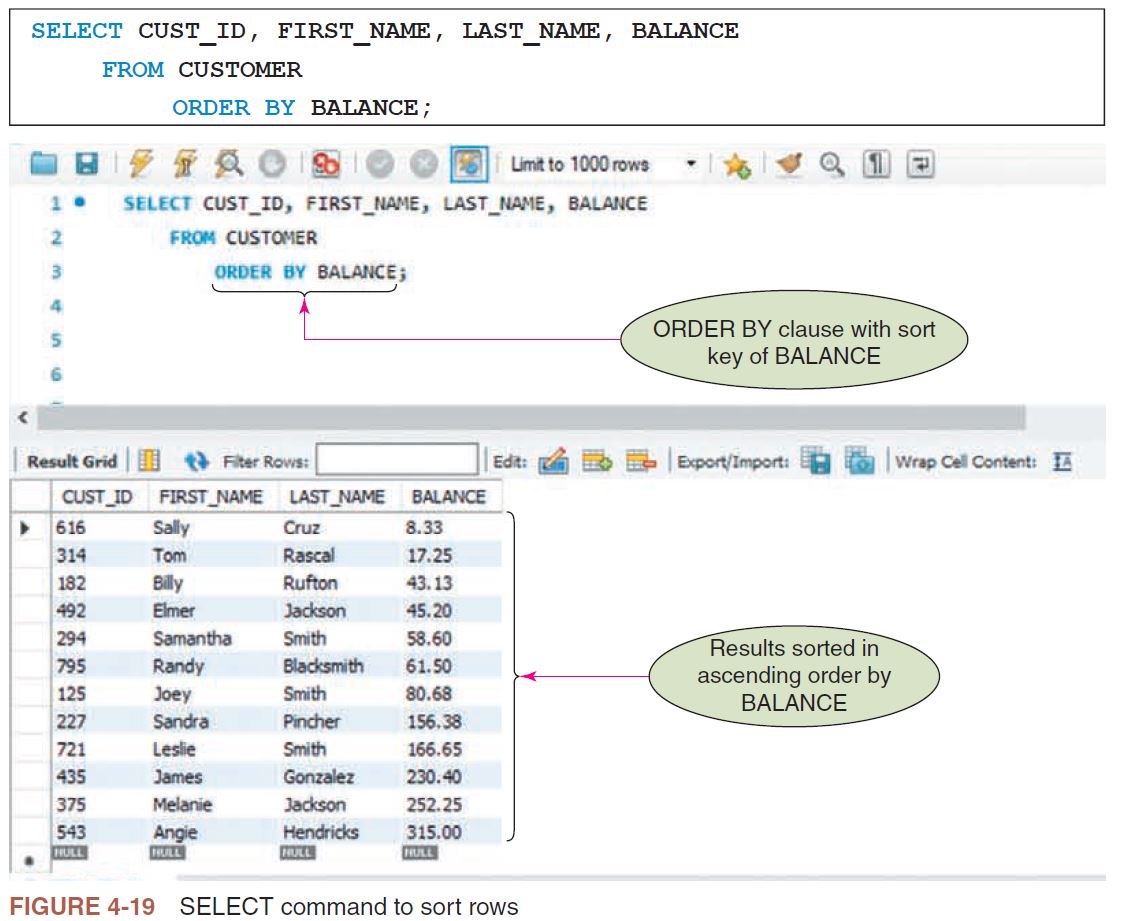 SELECT CUST_ID, FIRST_NAME, LAST_NAME, BALANCE
FROM CUSTOMER
ORDER BY BALANCE;
Limit to 1000 rows
1 SELECT CUST_ID, FIRST_NAME, LAST_NAME, BALANCE
2 FROM CUSTOMER
3 ORDER BY BALANCE;
4
5
6
ORDER BY clause with sort
key of BALANCE
Result Grid Filter Rows: Edit: Export/Import: Wrap Cell Content:
CUST_ID FIRST_NAME LAST_NAME BALANCE
616 Sally Cruz 8.33
314 Tom Rascal 17.25
182 Billy Rufton 43.13
492 Elmer Jackson 45.20
294 Samantha Smith 58.60
795 Randy Blacksmith 61.50
125 Joey Smith 80.68
227 Sandra Pincher 156.38
721 Leslie Smith 166.65
435 James Gonzalez 230.40
375 Melanie Jackson 252.25
543 Angie Hendricks 315.00
NULL NULL NULL NULL
Results sorted in
ascending order by
BALANCE
FIGURE 4-19 SELECT command to sort rows